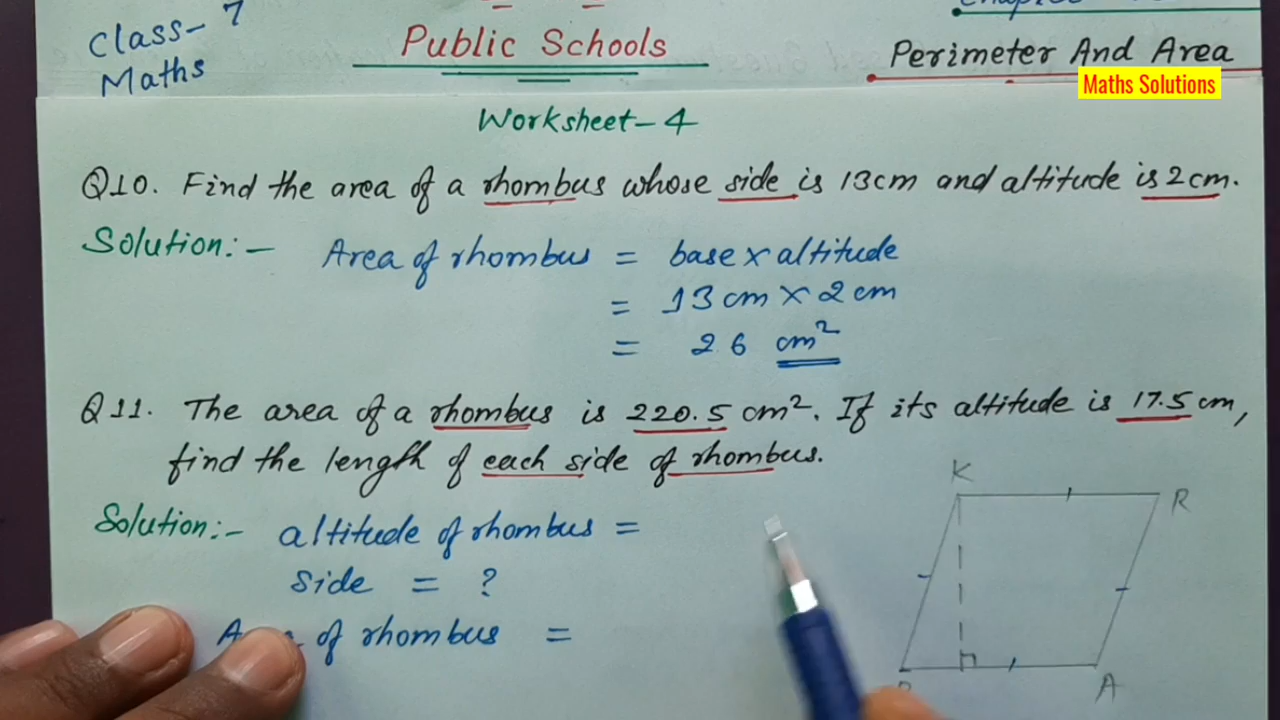 Class-7
Maths
Public Schools
Perimeter And Area
Maths Solutions
Worksheet-4
Q10. Find the area of a rhombus whose side is 13cm and altitude is 2cm.
Solution:- Area of rhombus = base x altitude
= 13 cm x 2 cm
= 26 cm²
Q11. The area of a rhombus is 220.5 cm². If its altitude is 17.5 cm,
find the length of each side of rhombus.
K
R
Solution:- altitude of rhombus =
Side = ?
of rhombus =
A